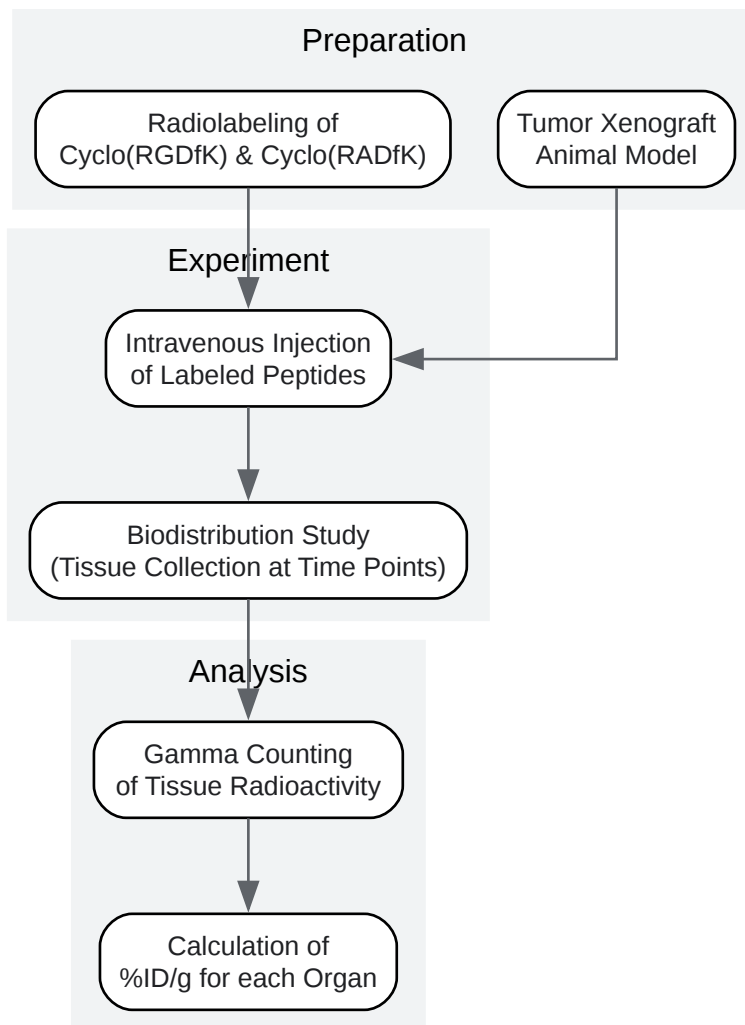 Preparation
Radiolabeling of
Cyclo(RGDfK) & Cyclo(RADfK)
Tumor Xenograft
Animal Model
Experiment
Intravenous Injection
of Labeled Peptides
Biodistribution Study
(Tissue Collection at Time Points)
Analysis
Gamma Counting
of Tissue Radioactivity
Calculation of
%ID/g for each Organ